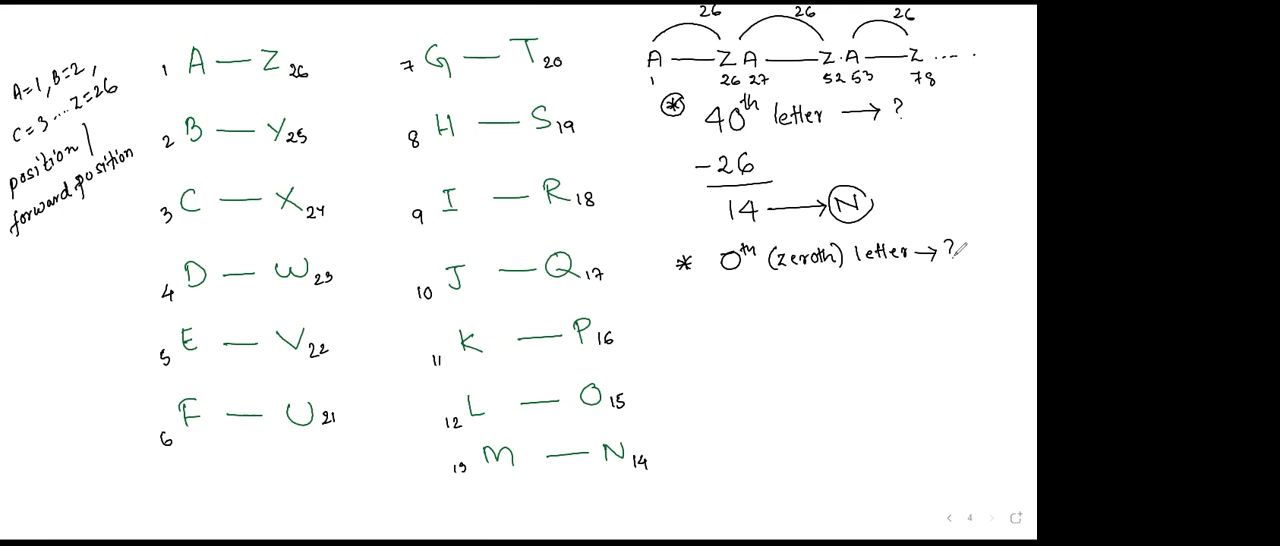 A=1, B=2,
C=3 .... Z=26
position /
forward position
1 A — Z 26
2 B — Y 25
3 C — X 24
4 D — W 23
5 E — V 22
6 F — U 21
7 G — T 20
8 H — S 19
9 I — R 18
10 J — Q 17
11 K — P 16
12 L — O 15
13 M — N 14
26 26 26
A — Z A — Z . A — Z .....
1 26 27 52 53 78
* 40th letter → ?
- 26
14 → N
* 0th (zeroth) letter → ?
4